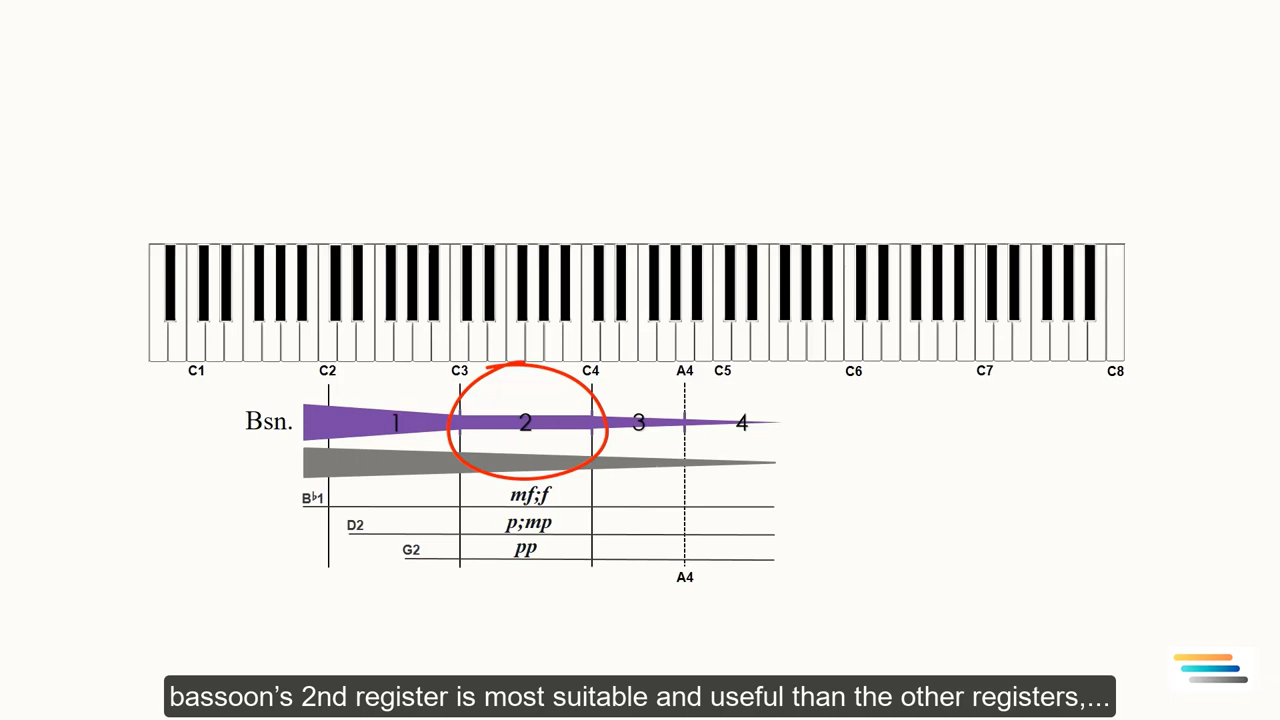 C1 C2 C3 C4 A4 C5 C6 C7 C8
Bsn. 1 2 3 4
B♭1 mf;f
D2 p;mp
G2 pp
A4
bassoon’s 2nd register is most suitable and useful than the other registers,...